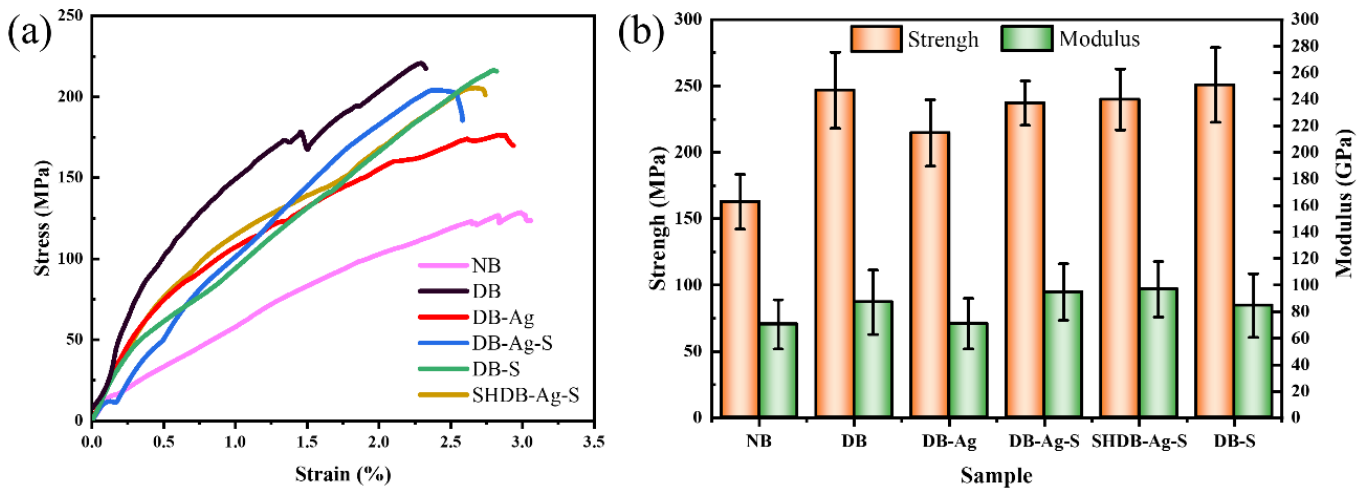 (a)
250
200
150
100
50
0
Stress (MPa)
0.0 0.5 1.0 1.5 2.0 2.5 3.0 3.5
Strain (%)
NB
DB
DB-Ag
DB-Ag-S
DB-S
SHDB-Ag-S
(b)
Strengh Modulus
300
250
200
150
100
50
0
Strengh (MPa)
300
280
260
240
220
200
180
160
140
120
100
80
60
40
20
0
Modulus (GPa)
NB DB DB-Ag DB-Ag-S SHDB-Ag-S DB-S
Sample